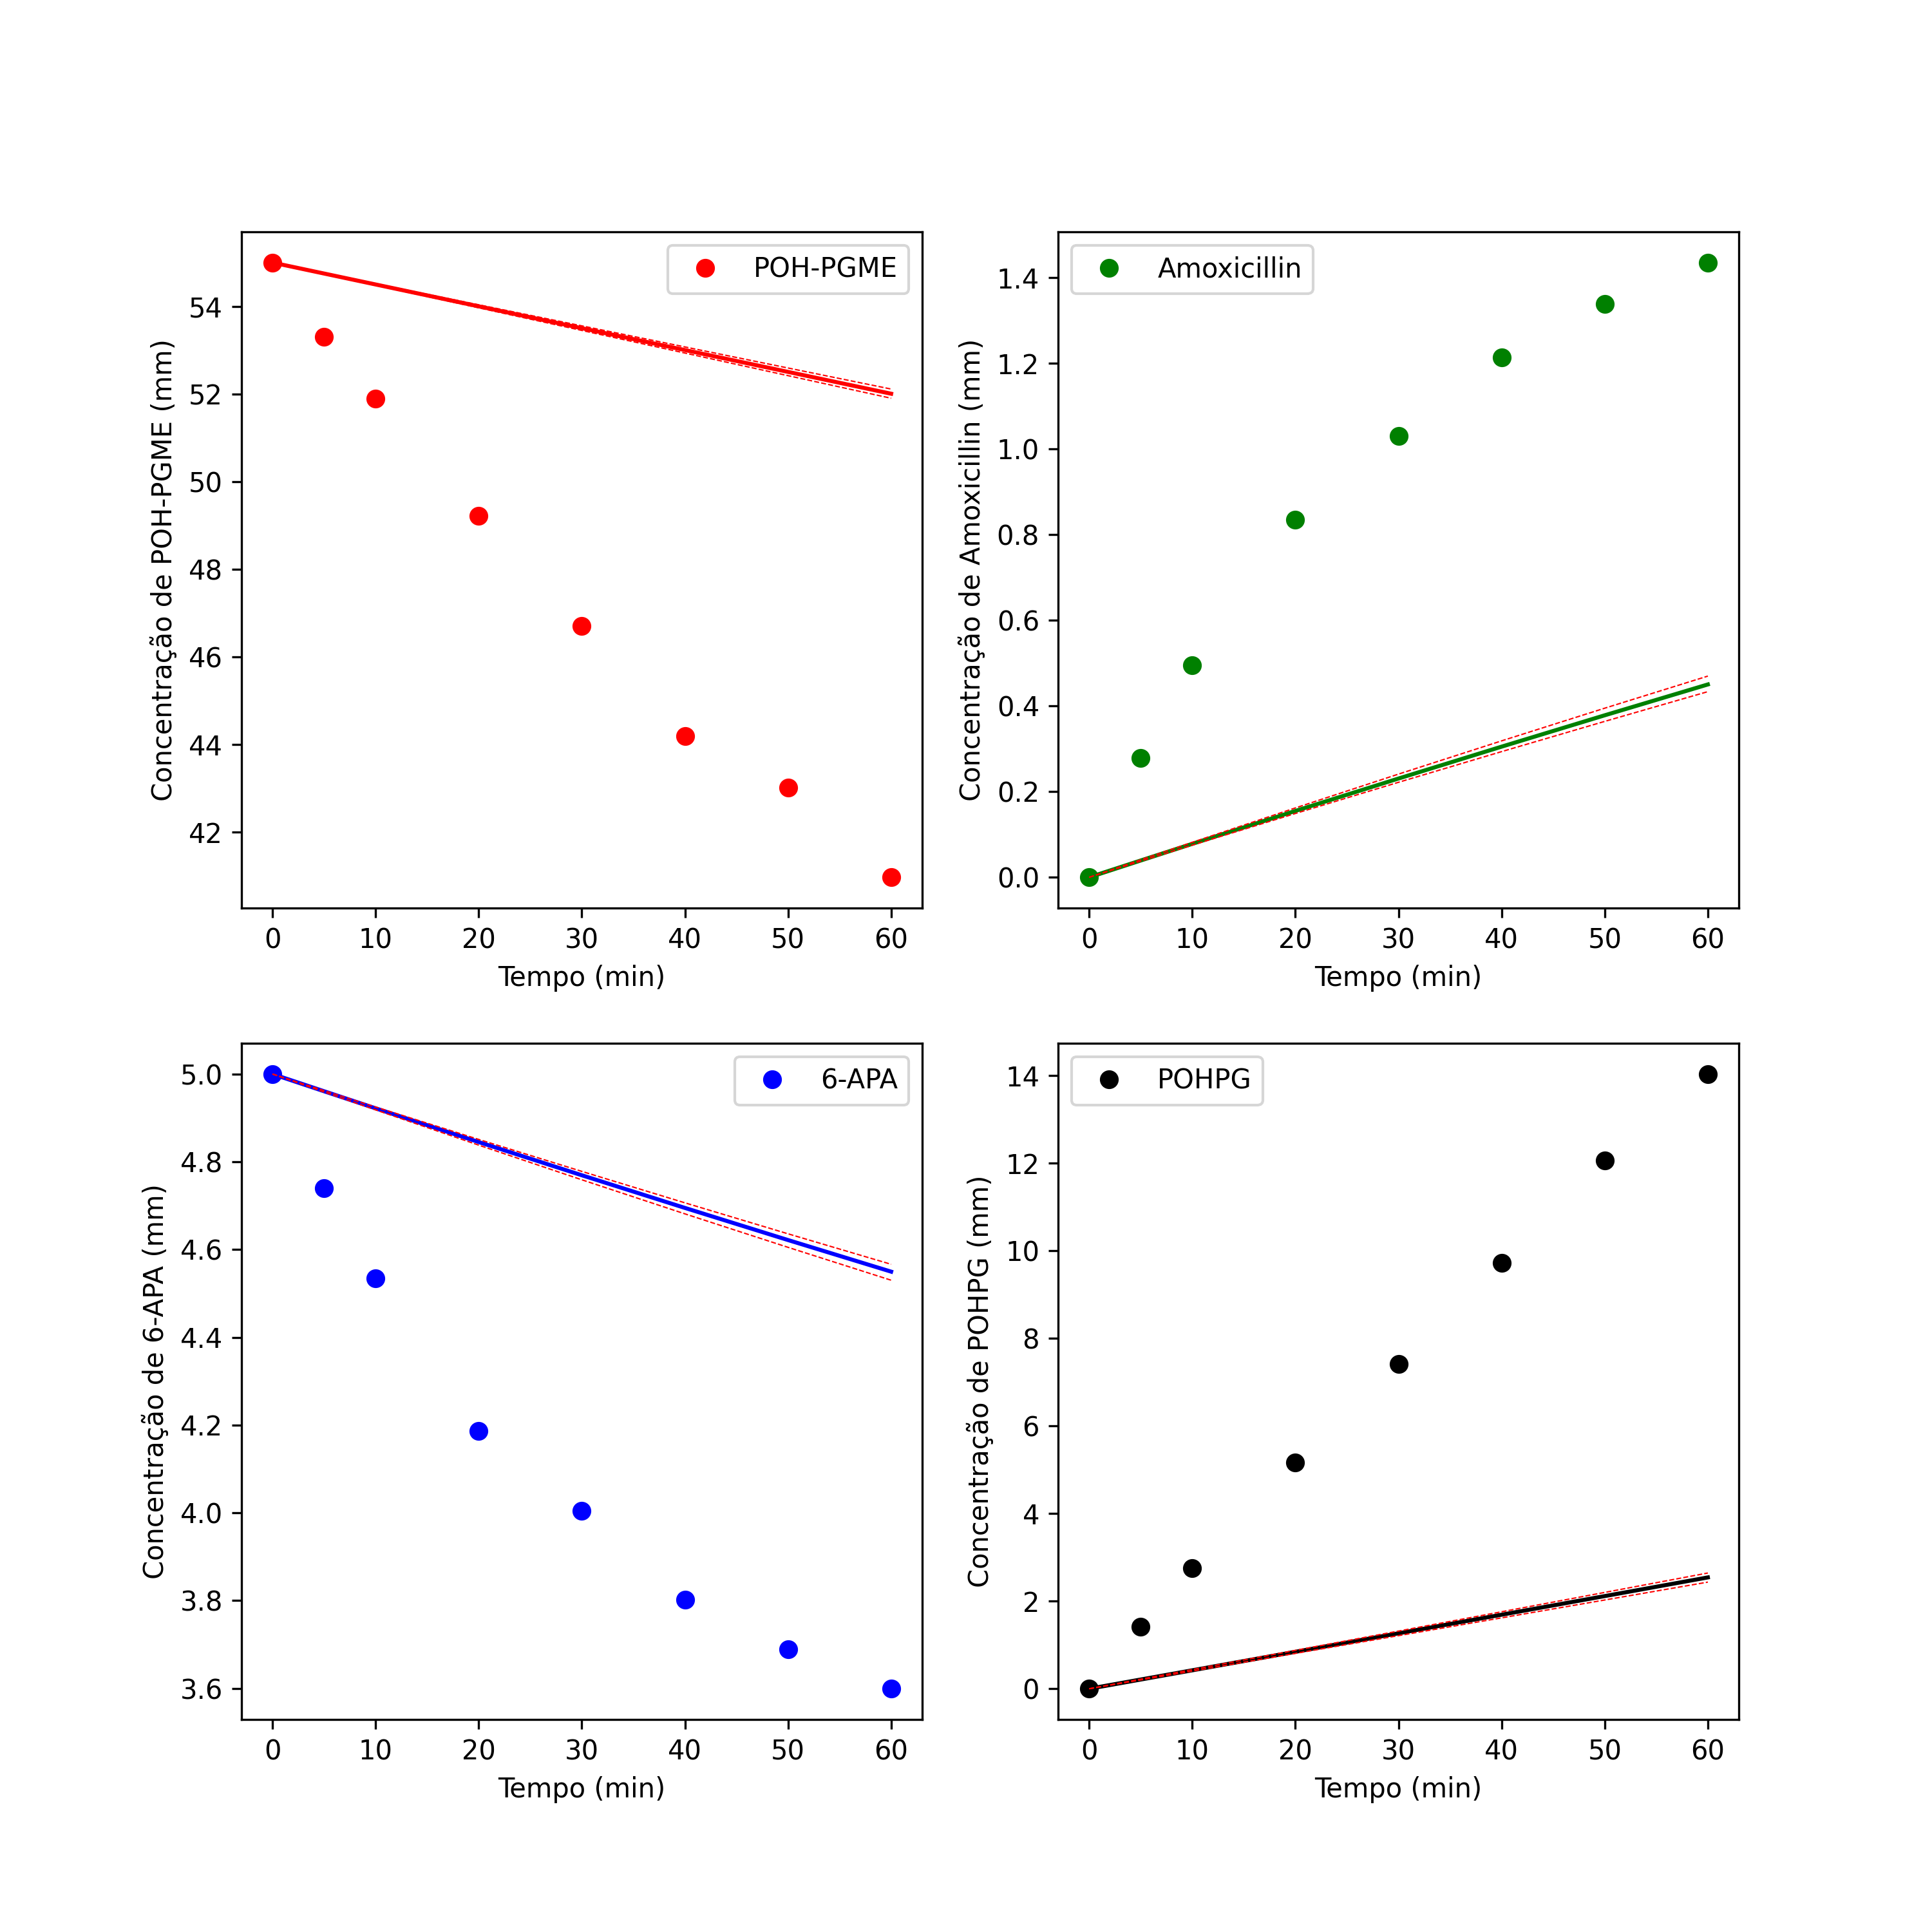 POH-PGME
Concentração de POH-PGME (mm)
54
52
50
48
46
44
42
0 10 20 30 40 50 60
Tempo (min)
Amoxicillin
Concentração de Amoxicillin (mm)
1.4
1.2
1.0
0.8
0.6
0.4
0.2
0.0
0 10 20 30 40 50 60
Tempo (min)
6-APA
Concentração de 6-APA (mm)
5.0
4.8
4.6
4.4
4.2
4.0
3.8
3.6
0 10 20 30 40 50 60
Tempo (min)
POHPG
Concentração de POHPG (mm)
14
12
10
8
6
4
2
0
0 10 20 30 40 50 60
Tempo (min)